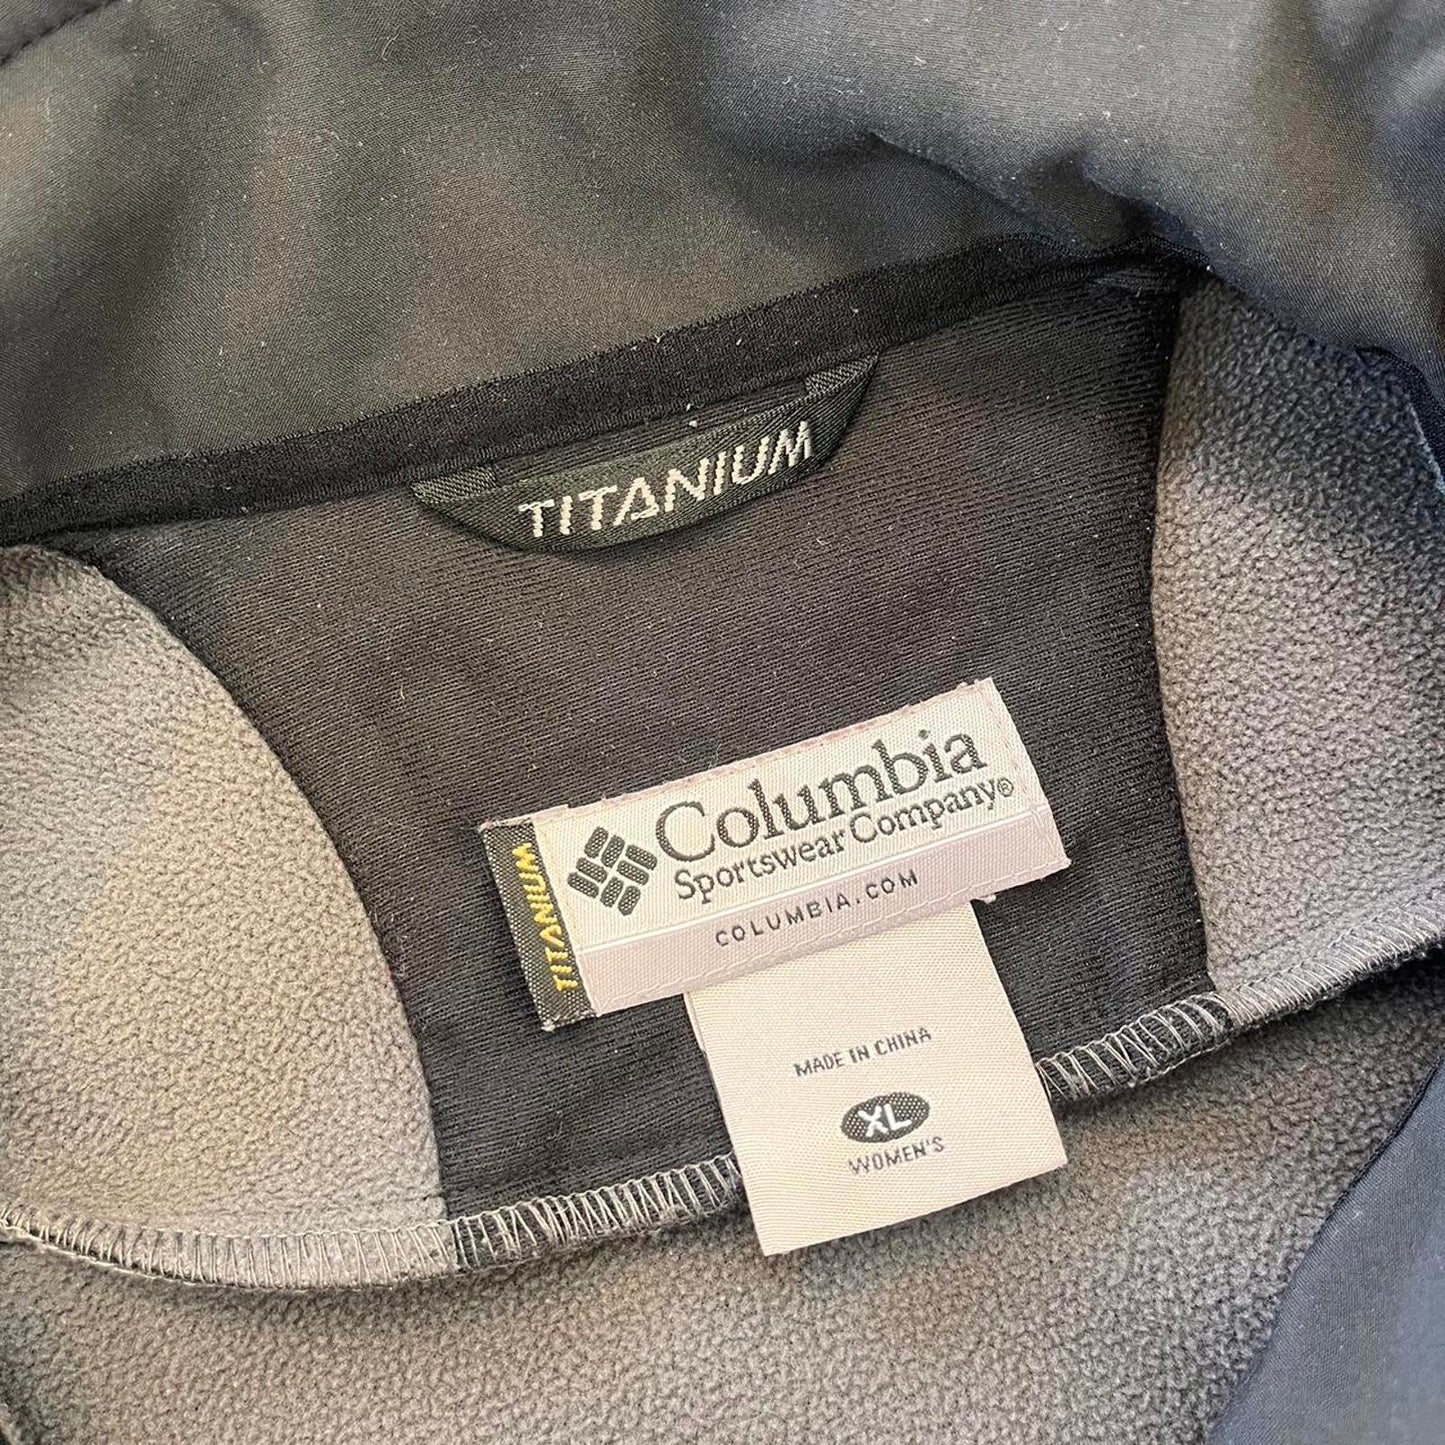 TITANIUM
TITANIUM
Columbia
Sportswear Company®
COLUMBIA.COM
MADE IN CHINA
XL
WOMEN'S